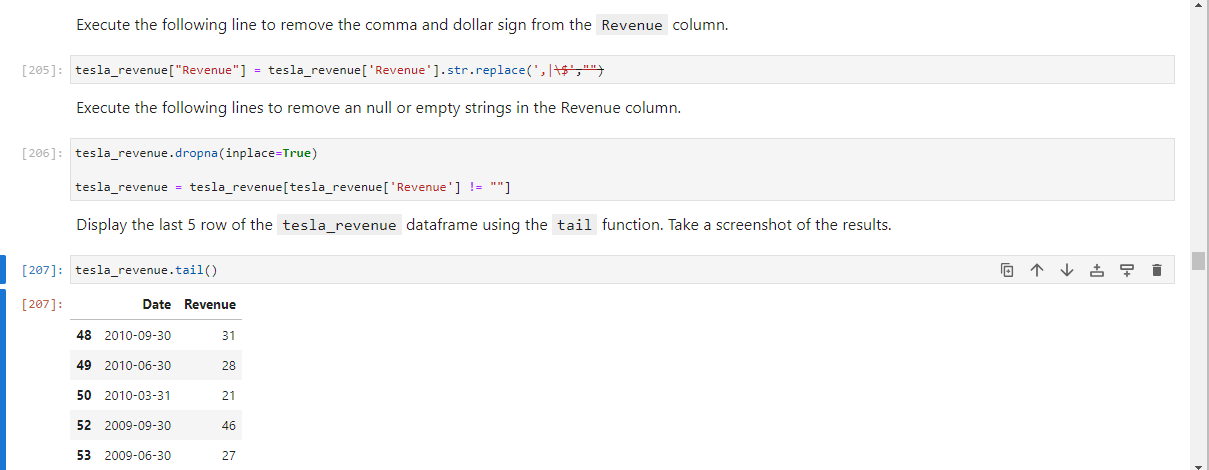 Execute the following line to remove the comma and dollar sign from the Revenue column.
[205]: tesla_revenue["Revenue"] = tesla_revenue['Revenue'].str.replace(',|\$',"")
Execute the following lines to remove an null or empty strings in the Revenue column.
[206]: tesla_revenue.dropna(inplace=True)
tesla_revenue = tesla_revenue[tesla_revenue['Revenue'] != ""]
Display the last 5 row of the tesla_revenue dataframe using the tail function. Take a screenshot of the results.
[207]: tesla_revenue.tail()
[207]: Date Revenue
48 2010-09-30 31
49 2010-06-30 28
50 2010-03-31 21
52 2009-09-30 46
53 2009-06-30 27